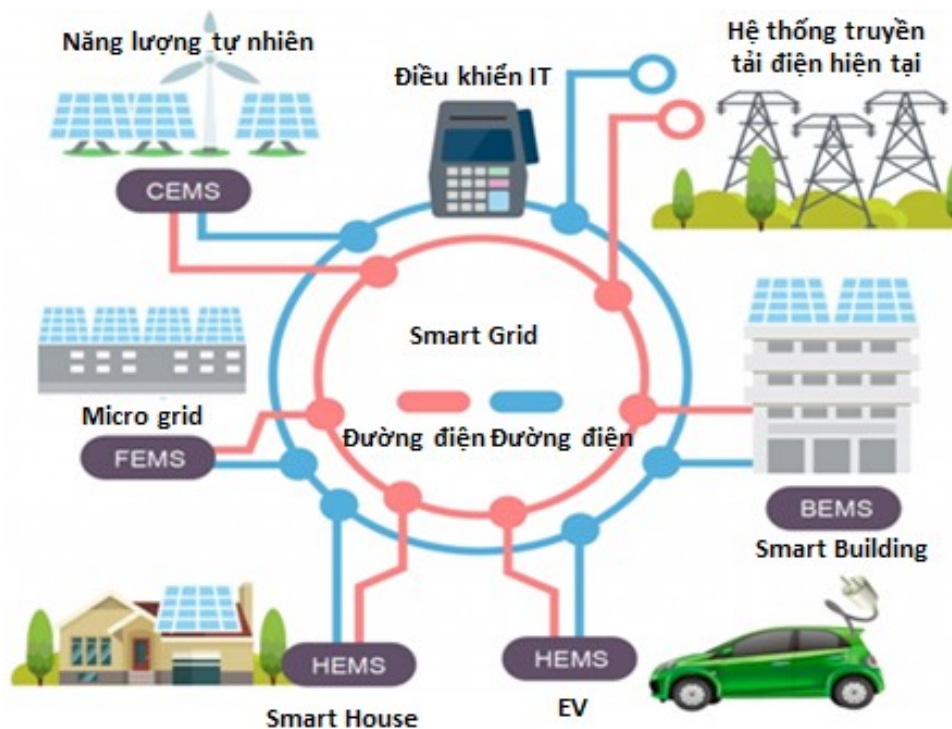 Năng lượng tự nhiên
Hệ thống truyền
tải điện hiện tại
Điều khiển IT
CEMS
Smart Grid
Micro grid
Đường điện Đường điện
FEMS
BEMS
Smart Building
HEMS
HEMS
EV
Smart House